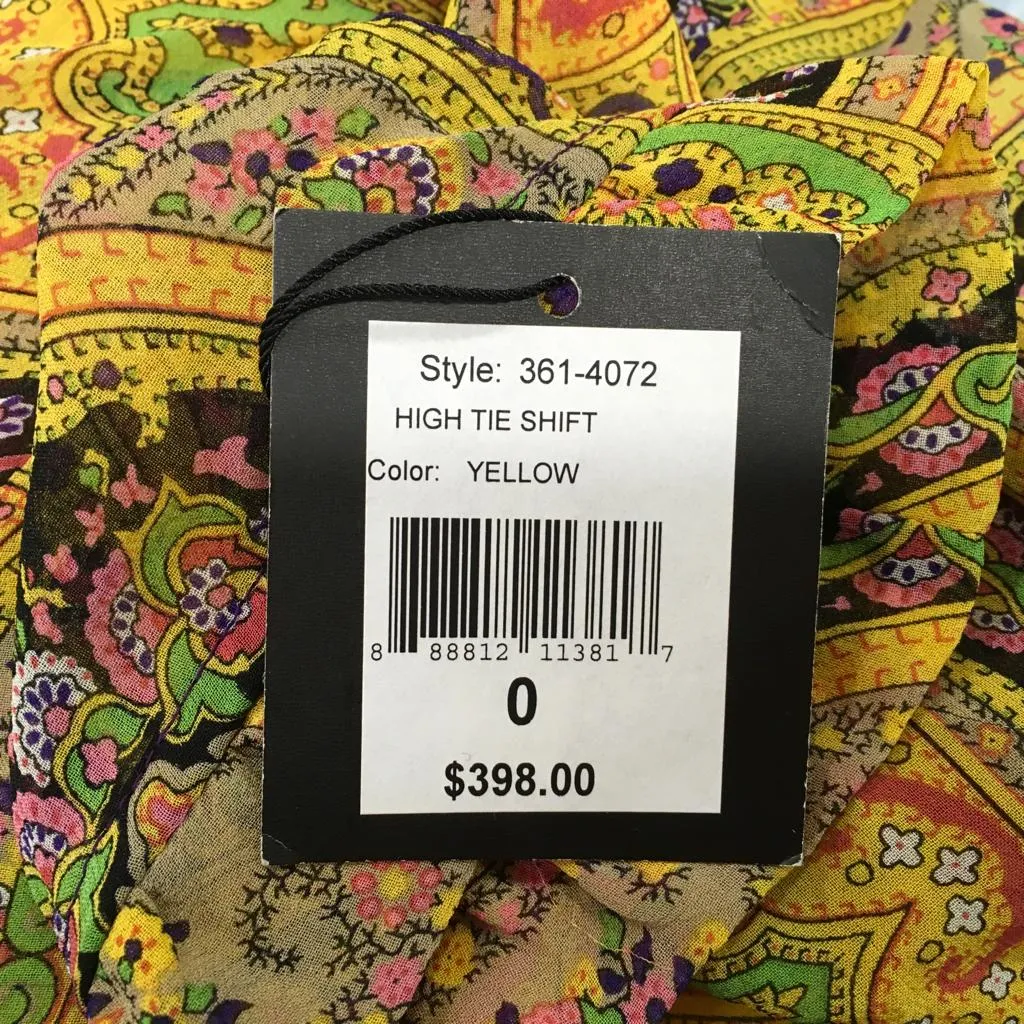 Style: 361-4072
HIGH TIE SHIFT
Color: YELLOW
8 88812 11381 7
0
$398.00